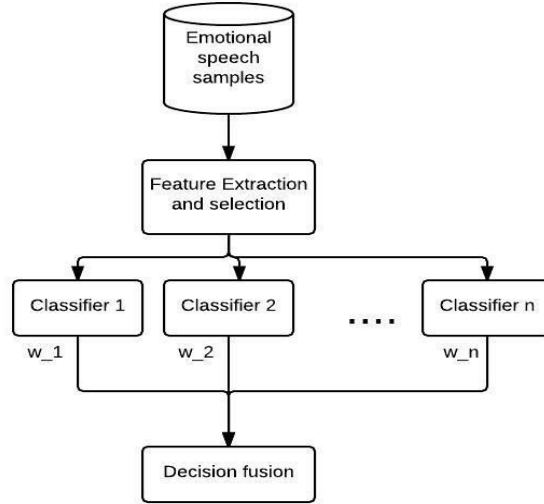 Emotional
speech
samples
Feature Extraction
and selection
Classifier 1
Classifier 2
....
Classifier n
w_1
w_2
w_n
Decision fusion